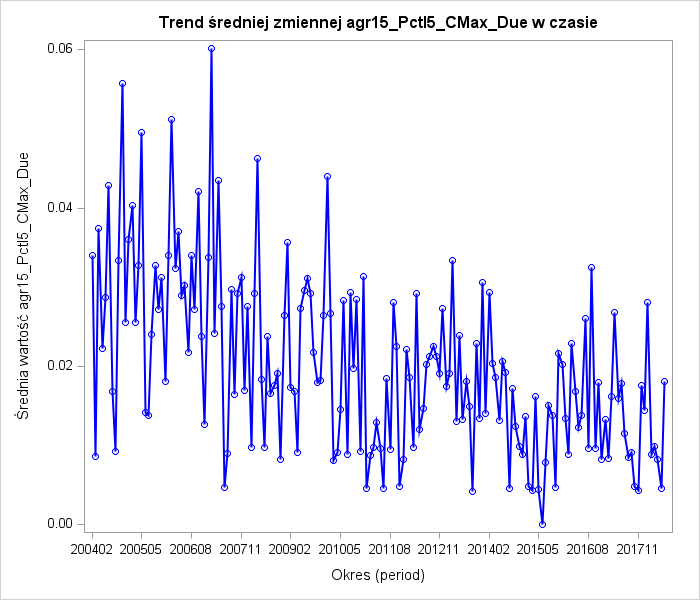 Trend średniej zmiennej agr15_Pctl5_CMax_Due w czasie
Średnia wartość agr15_Pctl5_CMax_Due
0.06
0.04
0.02
0.00
200402 200505 200608 200711 200902 201005 201108 201211 201402 201505 201608 201711
Okres (period)